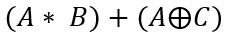 (A * B) + (A⊕C)